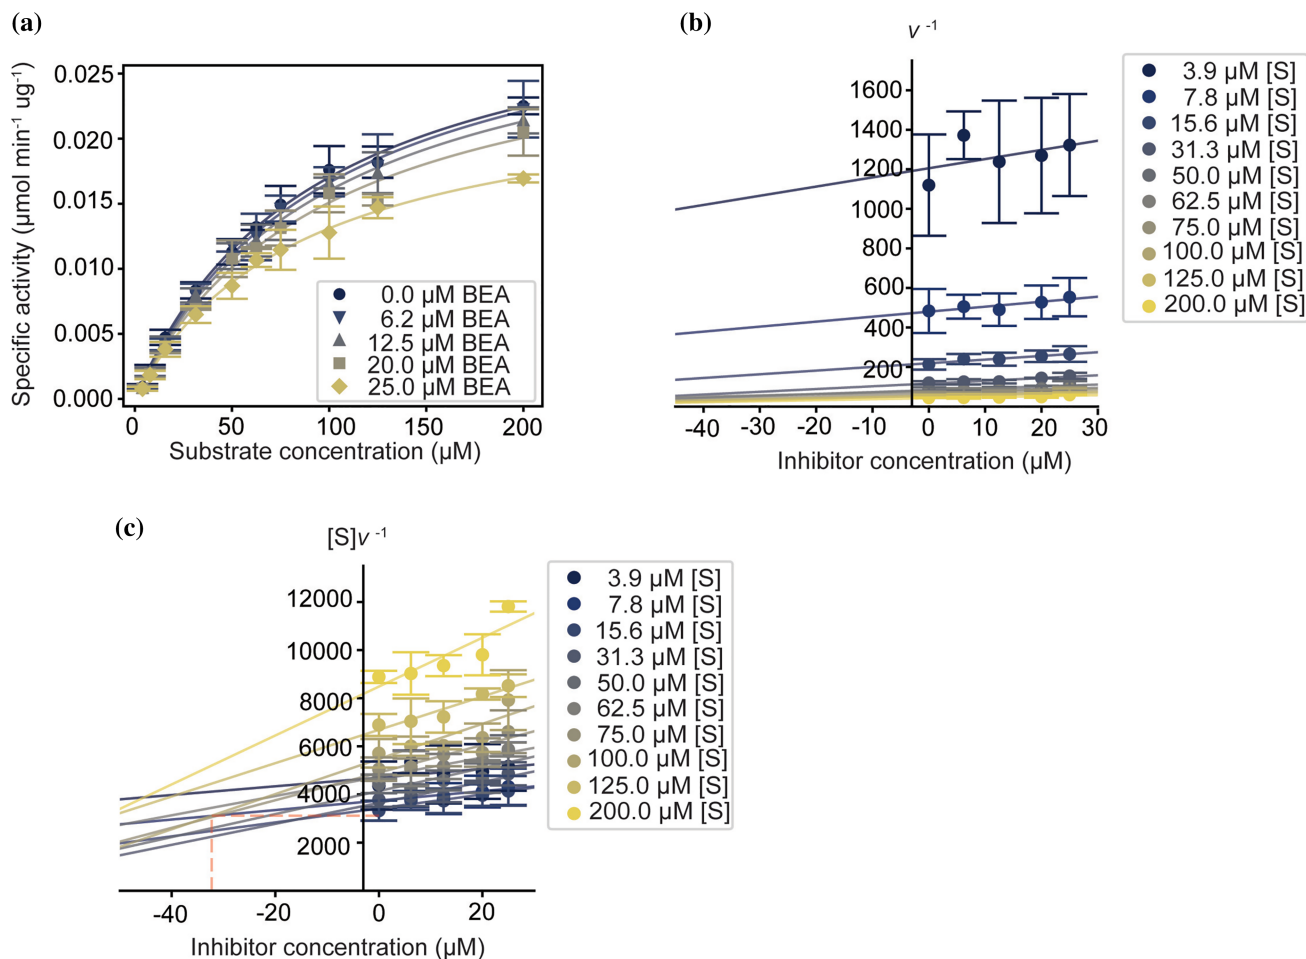 (a)
Specific activity (µmol min⁻¹ ug⁻¹)
0.025
0.020
0.015
0.010
0.005
0.000
0.0 µM BEA
6.2 µM BEA
12.5 µM BEA
20.0 µM BEA
25.0 µM BEA
0 50 100 150 200
Substrate concentration (µM)
(b)
v ⁻¹
1600
1400
1200
1000
800
600
400
200
-40 -30 -20 -10 0 10 20 30
Inhibitor concentration (µM)
3.9 µM [S]
7.8 µM [S]
15.6 µM [S]
31.3 µM [S]
50.0 µM [S]
62.5 µM [S]
75.0 µM [S]
100.0 µM [S]
125.0 µM [S]
200.0 µM [S]
(c)
[S]v ⁻¹
12000
10000
8000
6000
4000
2000
-40 -20 0 20
Inhibitor concentration (µM)
3.9 µM [S]
7.8 µM [S]
15.6 µM [S]
31.3 µM [S]
50.0 µM [S]
62.5 µM [S]
75.0 µM [S]
100.0 µM [S]
125.0 µM [S]
200.0 µM [S]